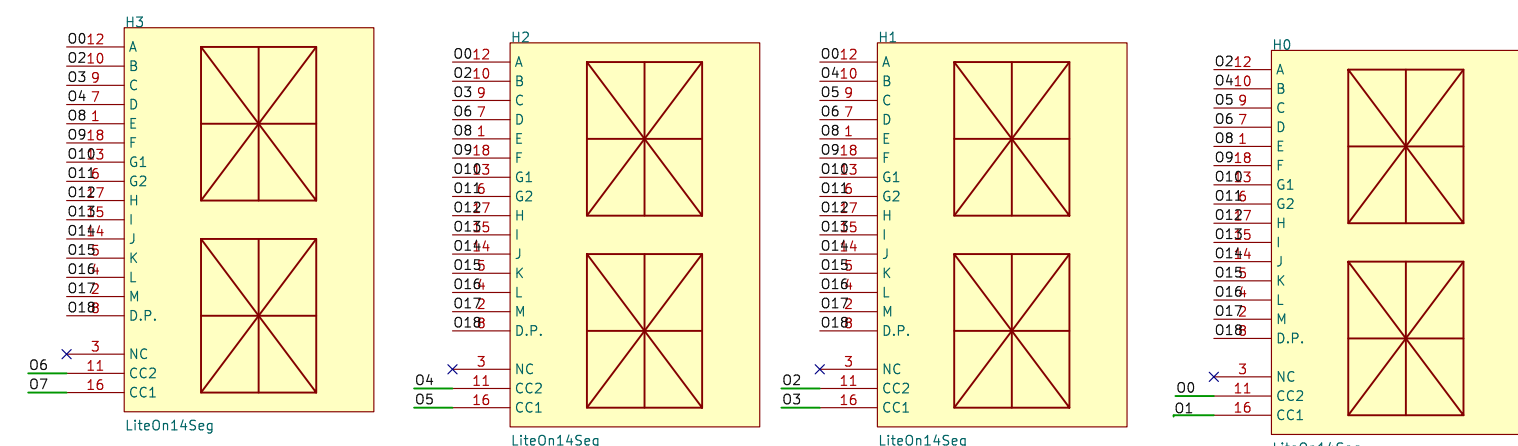 H3
O0 12 A
O2 10 B
O3 9 C
O4 7 D
O8 1 E
O9 18 F
O10 13 G1
O11 6 G2
O12 17 H
O13 15 I
O14 14 J
O15 5 K
O16 4 L
O17 2 M
O18 8 D.P.
3 NC
O6 11 CC2
O7 16 CC1
LiteOn14Seg
H2
O0 12 A
O2 10 B
O3 9 C
O6 7 D
O8 1 E
O9 18 F
O10 13 G1
O11 6 G2
O12 17 H
O13 15 I
O14 14 J
O15 5 K
O16 4 L
O17 2 M
O18 8 D.P.
3 NC
O4 11 CC2
O5 16 CC1
LiteOn14Seg
H1
O0 12 A
O4 10 B
O5 9 C
O6 7 D
O8 1 E
O9 18 F
O10 13 G1
O11 6 G2
O12 17 H
O13 15 I
O14 14 J
O15 5 K
O16 4 L
O17 2 M
O18 8 D.P.
3 NC
O2 11 CC2
O3 16 CC1
LiteOn14Seg
H0
O2 12 A
O4 10 B
O5 9 C
O6 7 D
O8 1 E
O9 18 F
O10 13 G1
O11 6 G2
O12 17 H
O13 15 I
O14 14 J
O15 5 K
O16 4 L
O17 2 M
O18 8 D.P.
3 NC
O0 11 CC2
O1 16 CC1